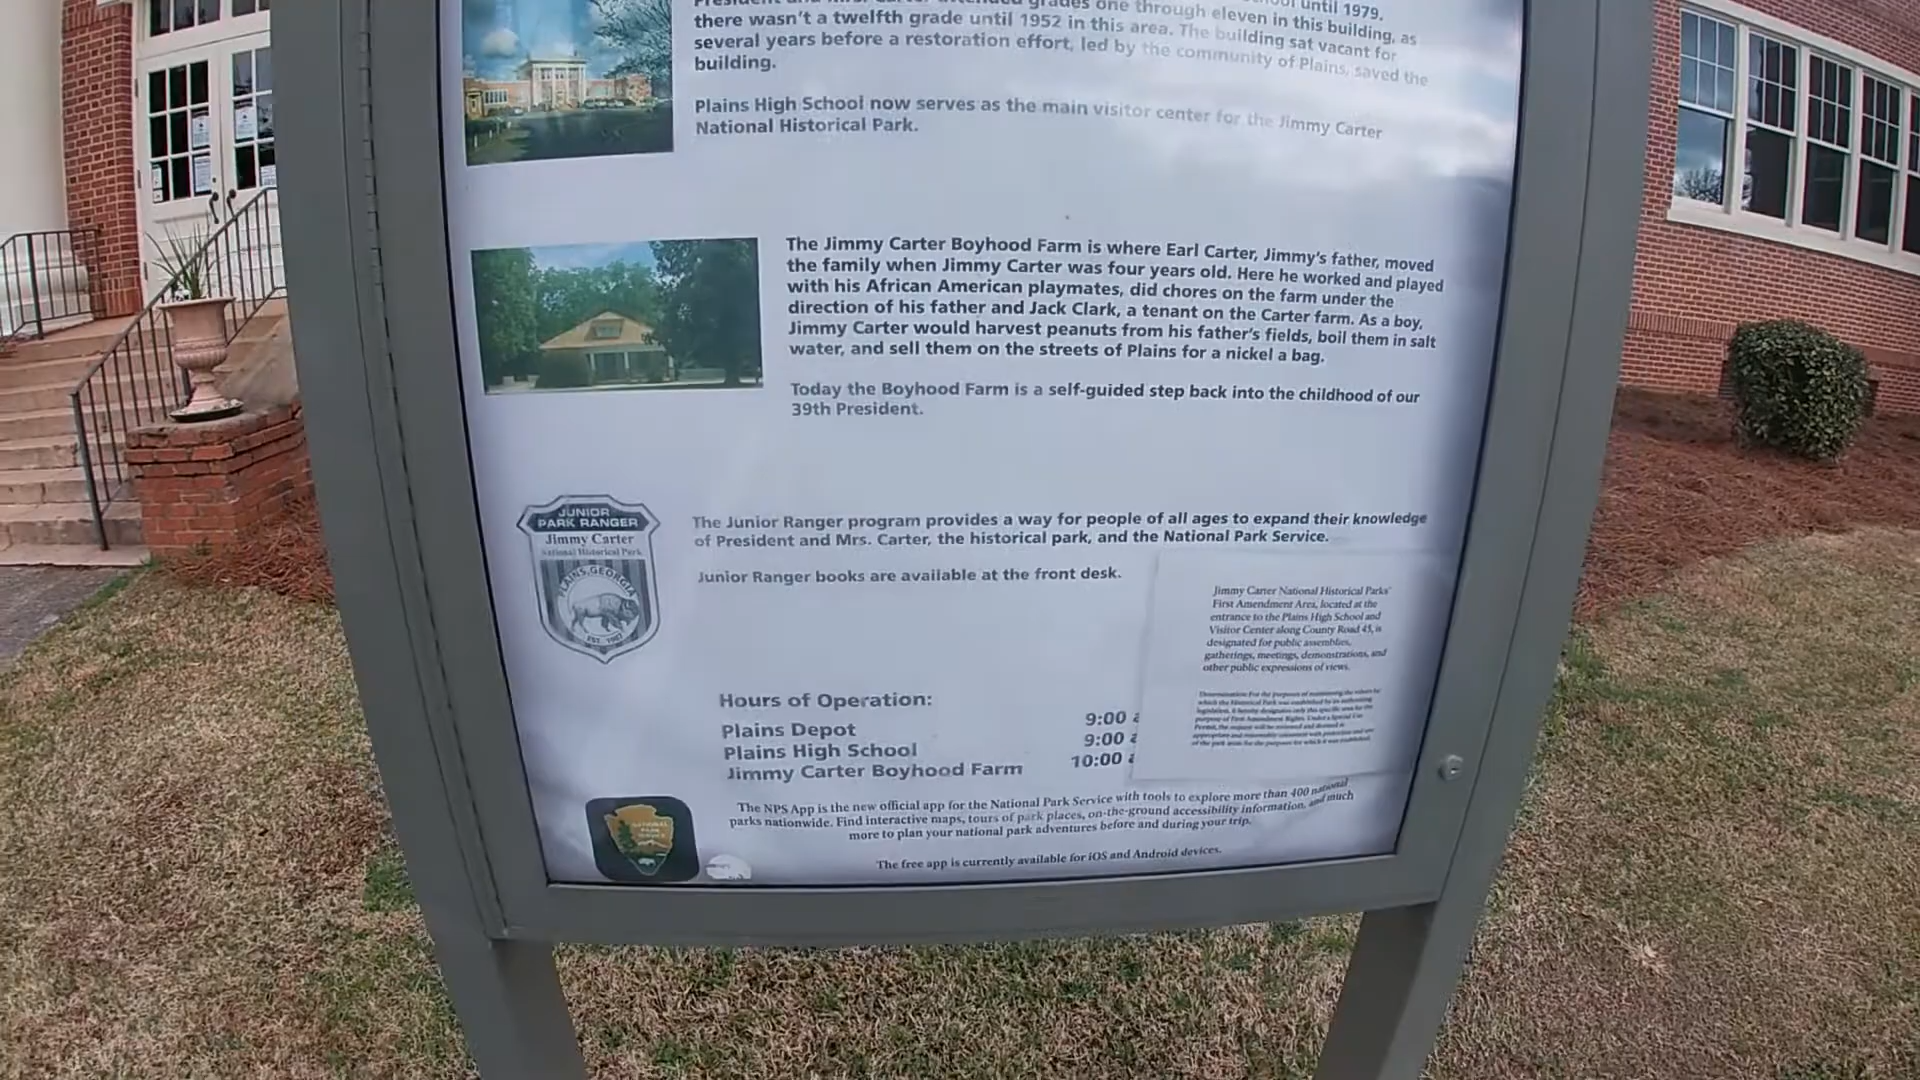 grades one through eleven in this building, as
there wasn't a twelfth grade until 1952 in this area. The building sat vacant for
several years before a restoration effort, led by the community of Plains, saved the
building.
Plains High School now serves as the main visitor center for the Jimmy Carter
National Historical Park.
The Jimmy Carter Boyhood Farm is where Earl Carter, Jimmy's father, moved
the family when Jimmy Carter was four years old. Here he worked and played
with his African American playmates, did chores on the farm under the
direction of his father and Jack Clark, a tenant on the Carter farm. As a boy,
Jimmy Carter would harvest peanuts from his father's fields, boil them in salt
water, and sell them on the streets of Plains for a nickel a bag.
Today the Boyhood Farm is a self-guided step back into the childhood of our
39th President.
JUNIOR
PARK RANGER
Jimmy Carter
National Historical Park
PLAINS, GEORGIA
EST. 1987
The Junior Ranger program provides a way for people of all ages to expand their knowledge
of President and Mrs. Carter, the historical park, and the National Park Service.
Junior Ranger books are available at the front desk.
Jimmy Carter National Historical Parks'
First Amendment Area, located at the
entrance to the Plains High School and
Visitor Center along County Road 45, is
designated for public assemblies,
gatherings, meetings, demonstrations, and
other public expressions of views.
Hours of Operation:
Plains Depot 9:00 a
Plains High School 9:00 a
Jimmy Carter Boyhood Farm 10:00 a
NATIONAL
PARK
SERVICE
The NPS App is the new official app for the National Park Service with tools to explore more than 400 national
parks nationwide. Find interactive maps, tours of park places, on-the-ground accessibility information, and much
more to plan your national park adventures before and during your trip.
The free app is currently available for iOS and Android devices.